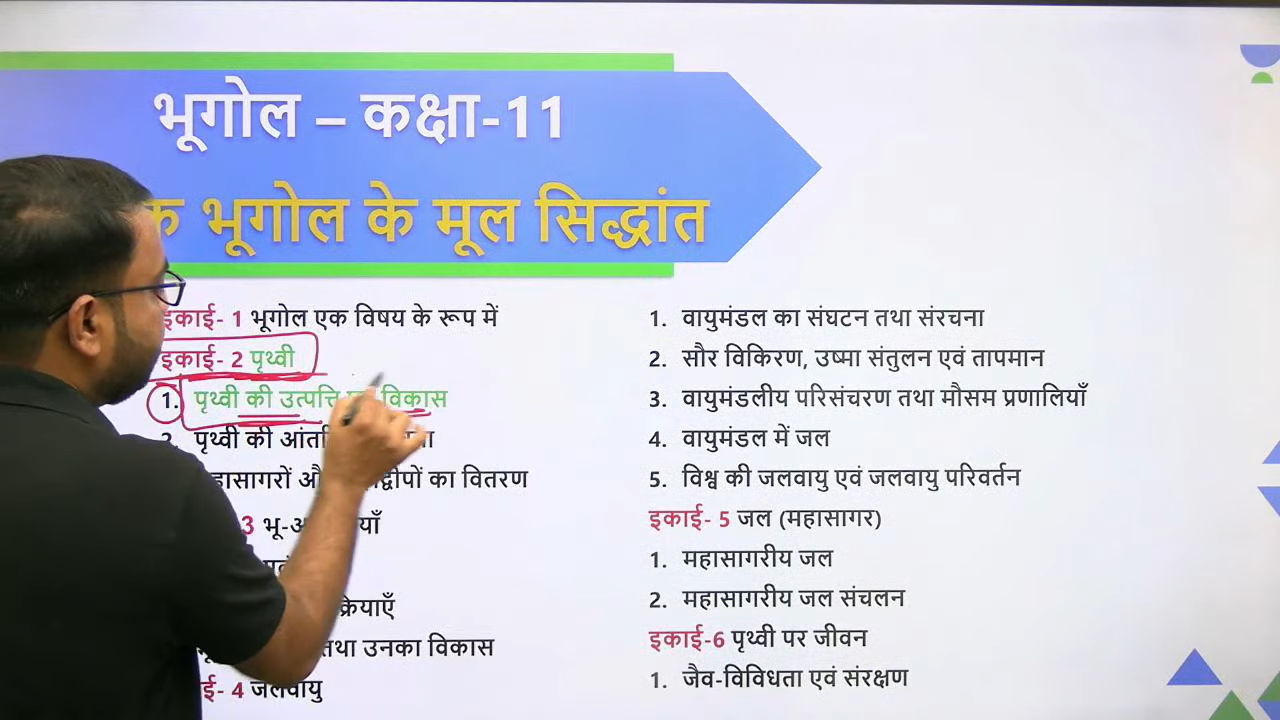 भूगोल – कक्षा-11
भूगोल के मूल सिद्धांत
इकाई- 1 भूगोल एक विषय के रूप में
इकाई- 2 पृथ्वी
1. पृथ्वी की उत्पत्ति विकास
2. पृथ्वी की
का वितरण
3
तथा उनका विकास
4 जलवायु
1. वायुमंडल का संघटन तथा संरचना
2. सौर विकिरण, उष्मा संतुलन एवं तापमान
3. वायुमंडलीय परिसंचरण तथा मौसम प्रणालियाँ
4. वायुमंडल में जल
5. विश्व की जलवायु एवं जलवायु परिवर्तन
इकाई- 5 जल (महासागर)
1. महासागरीय जल
2. महासागरीय जल संचलन
इकाई-6 पृथ्वी पर जीवन
1. जैव-विविधता एवं संरक्षण